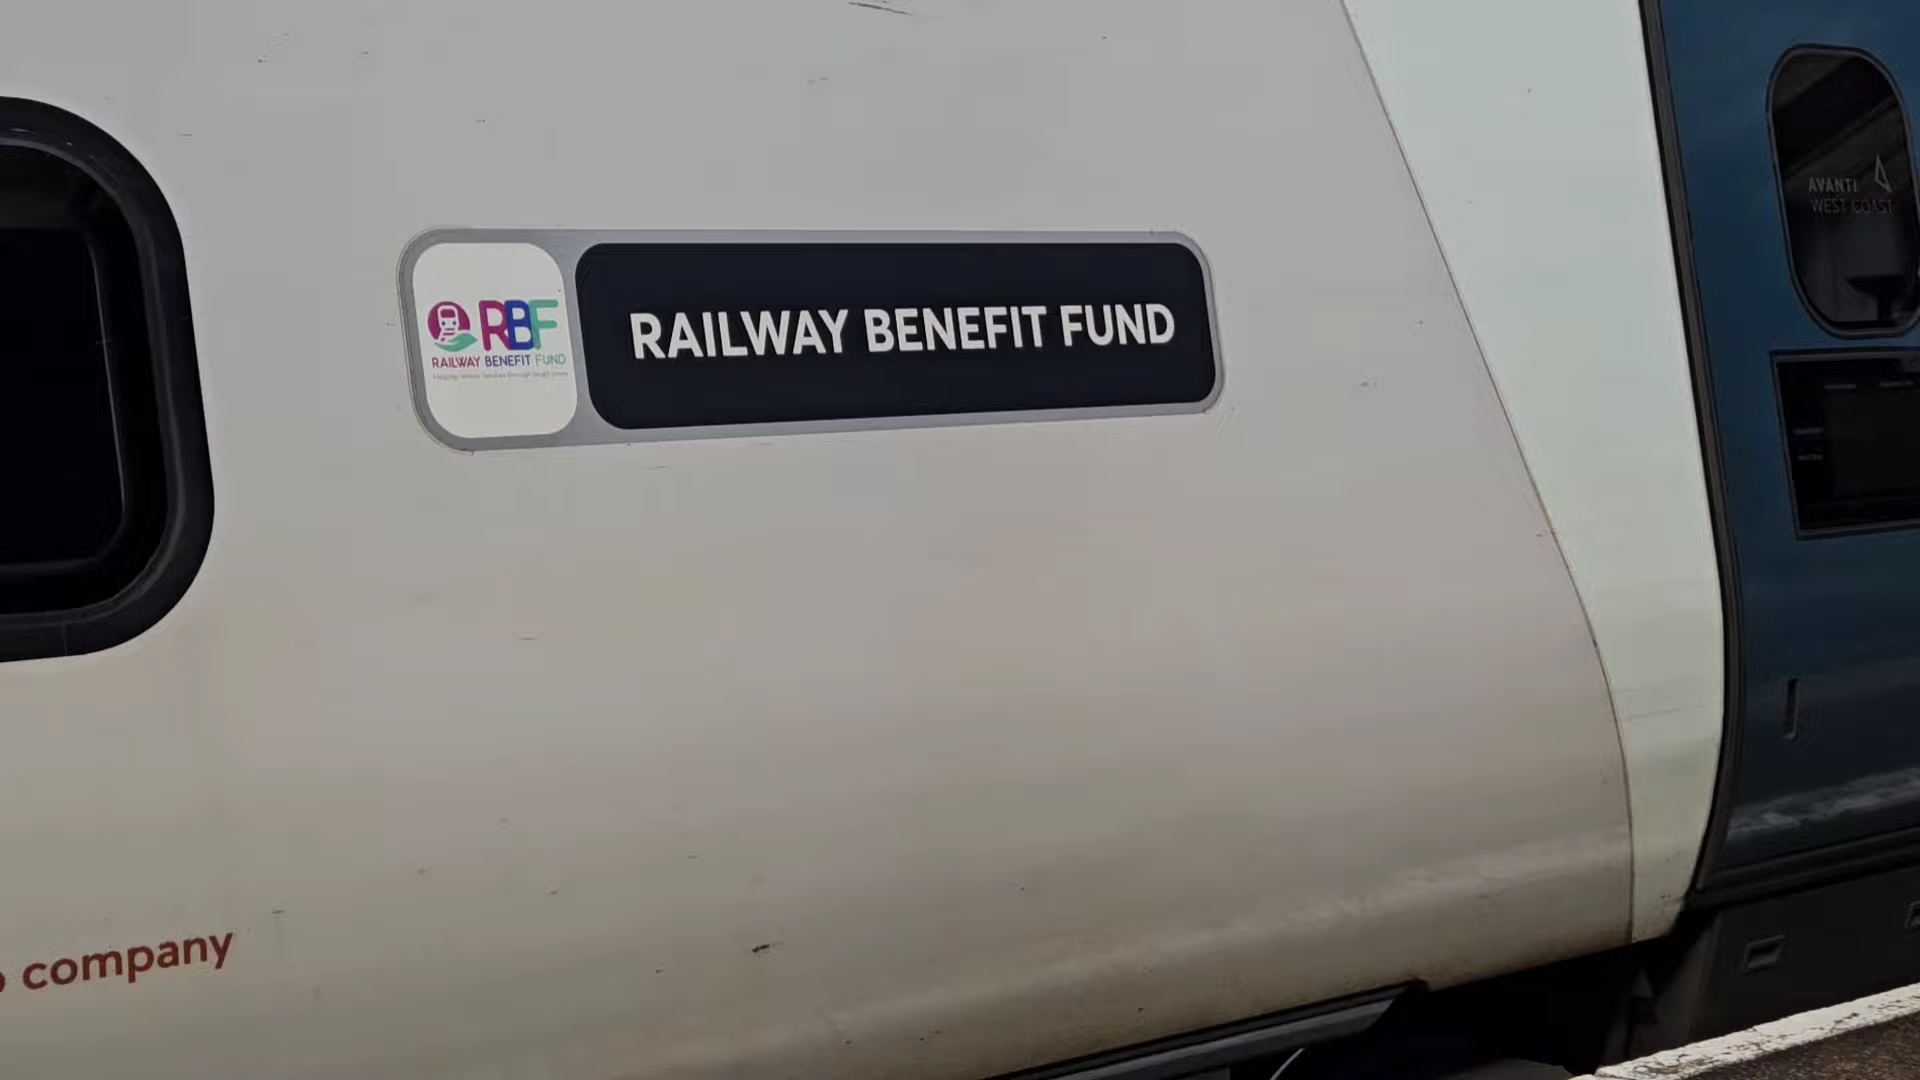 AVANTI
WEST COAST
RBF
RAILWAY BENEFIT FUND
RAILWAY BENEFIT FUND
company